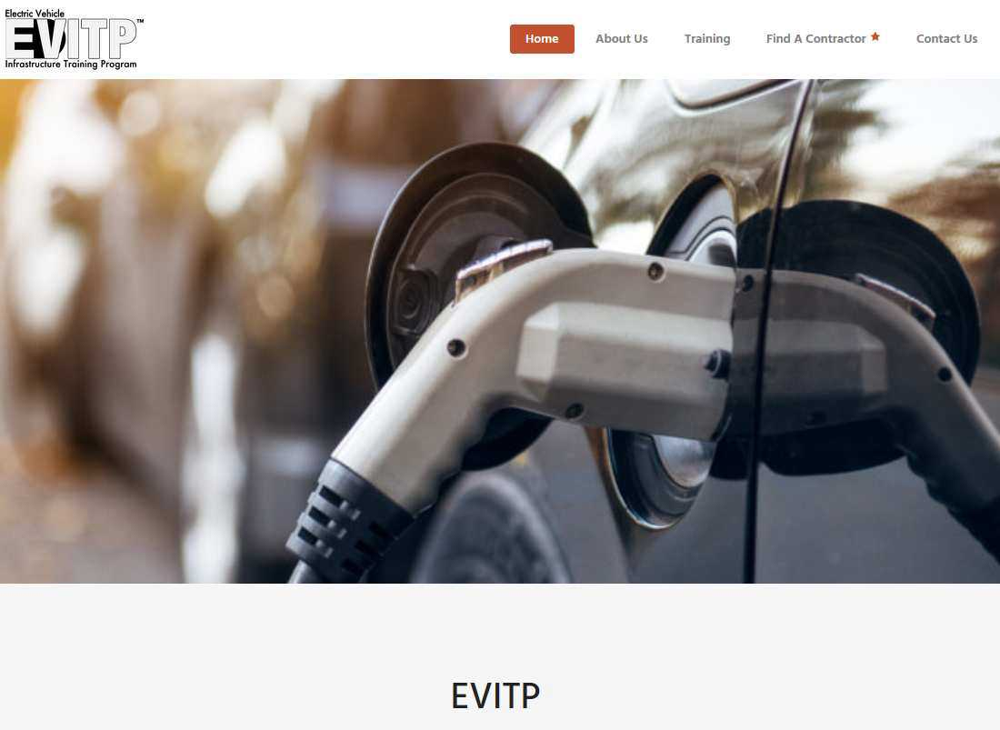 Electric Vehicle
EVITP™
Infrastructure Training Program
Home
About Us
Training
Find A Contractor
Contact Us
EVITP